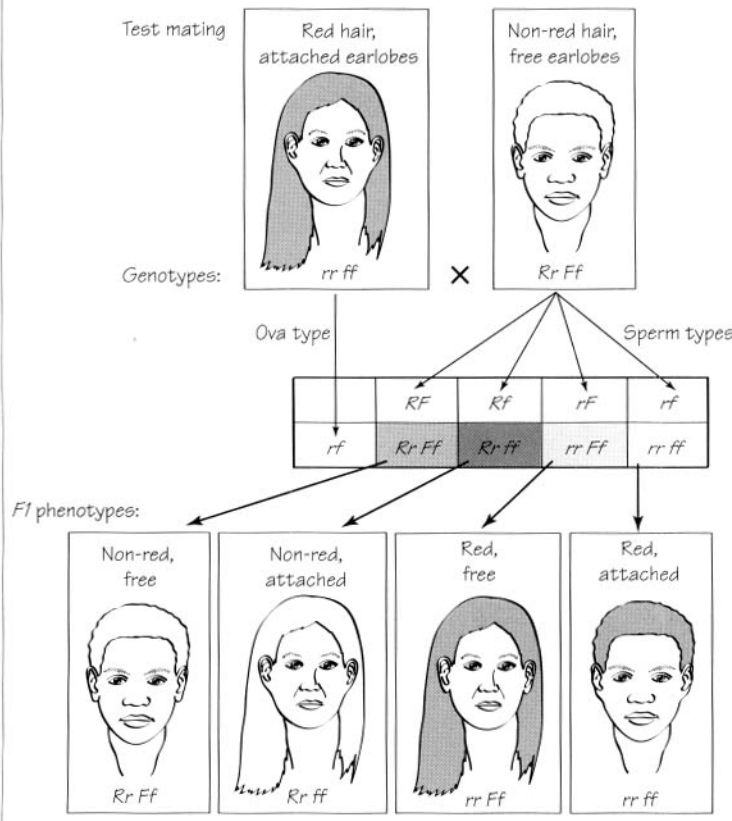 Test mating
Red hair,
attached earlobes
Non-red hair,
free earlobes
Genotypes:
rr ff
×
Rr Ff
Ova type
Sperm types
RF
Rf
rF
rf
rf
Rr Ff
Rr ff
rr Ff
rr ff
F1 phenotypes:
Non-red,
free
Non-red,
attached
Red,
free
Red,
attached
Rr Ff
Rr ff
rr Ff
rr ff